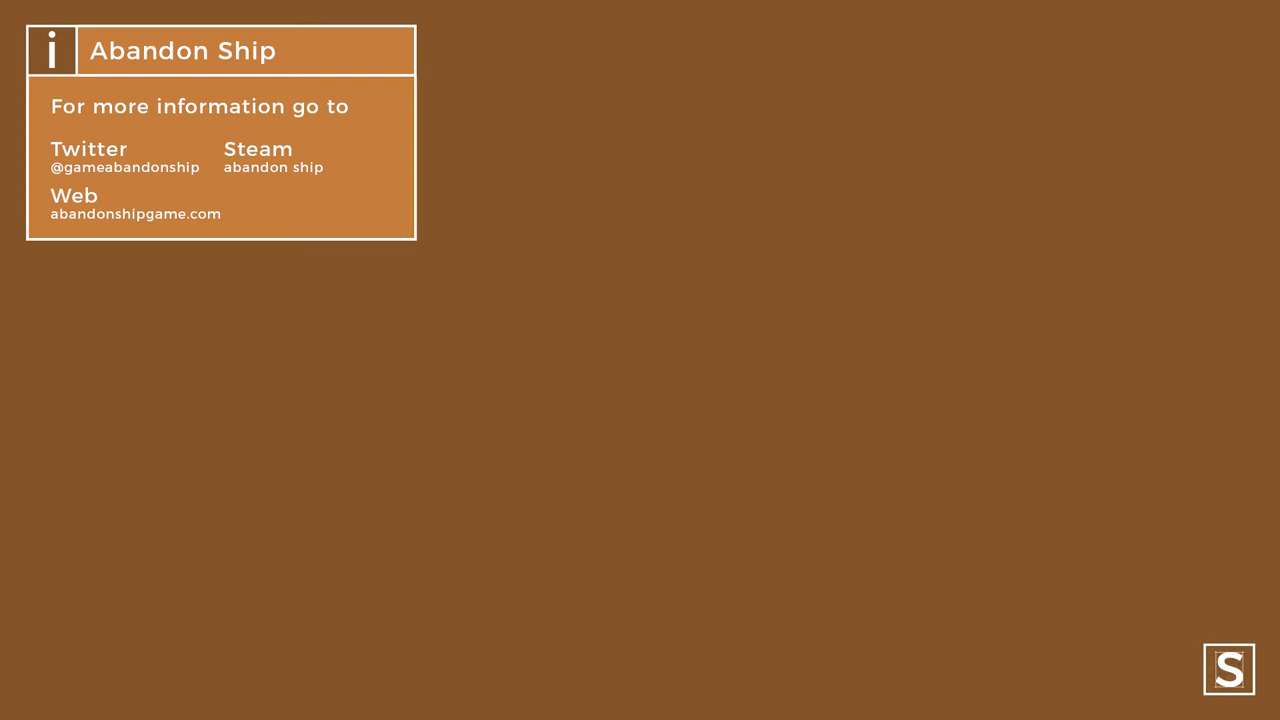 i
Abandon Ship
For more information go to
Twitter
@gameabandonship
Steam
abandon ship
Web
abandonshipgame.com
S